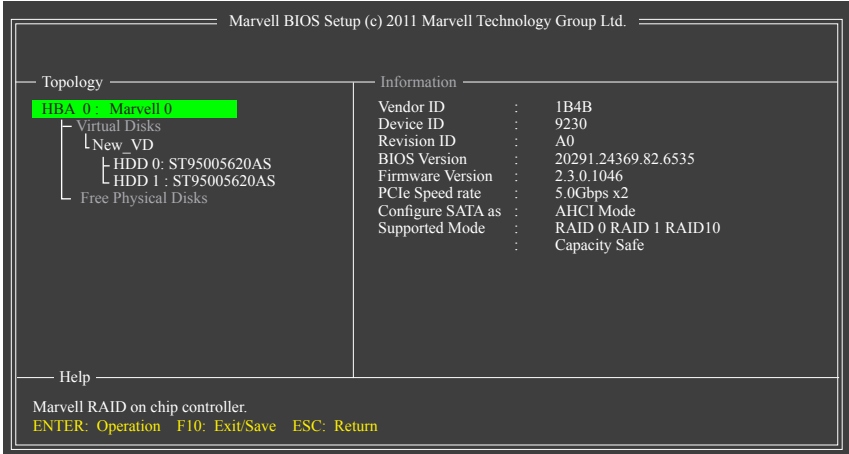 Marvell BIOS Setup (c) 2011 Marvell Technology Group Ltd.
Topology
HBA 0 : Marvell 0
Virtual Disks
New_VD
HDD 0: ST95005620AS
HDD 1 : ST95005620AS
Free Physical Disks
Information
Vendor ID : 1B4B
Device ID : 9230
Revision ID : A0
BIOS Version : 20291.24369.82.6535
Firmware Version : 2.3.0.1046
PCIe Speed rate : 5.0Gbps x2
Configure SATA as : AHCI Mode
Supported Mode : RAID 0 RAID 1 RAID10
: Capacity Safe
Help
Marvell RAID on chip controller.
ENTER: Operation F10: Exit/Save ESC: Return